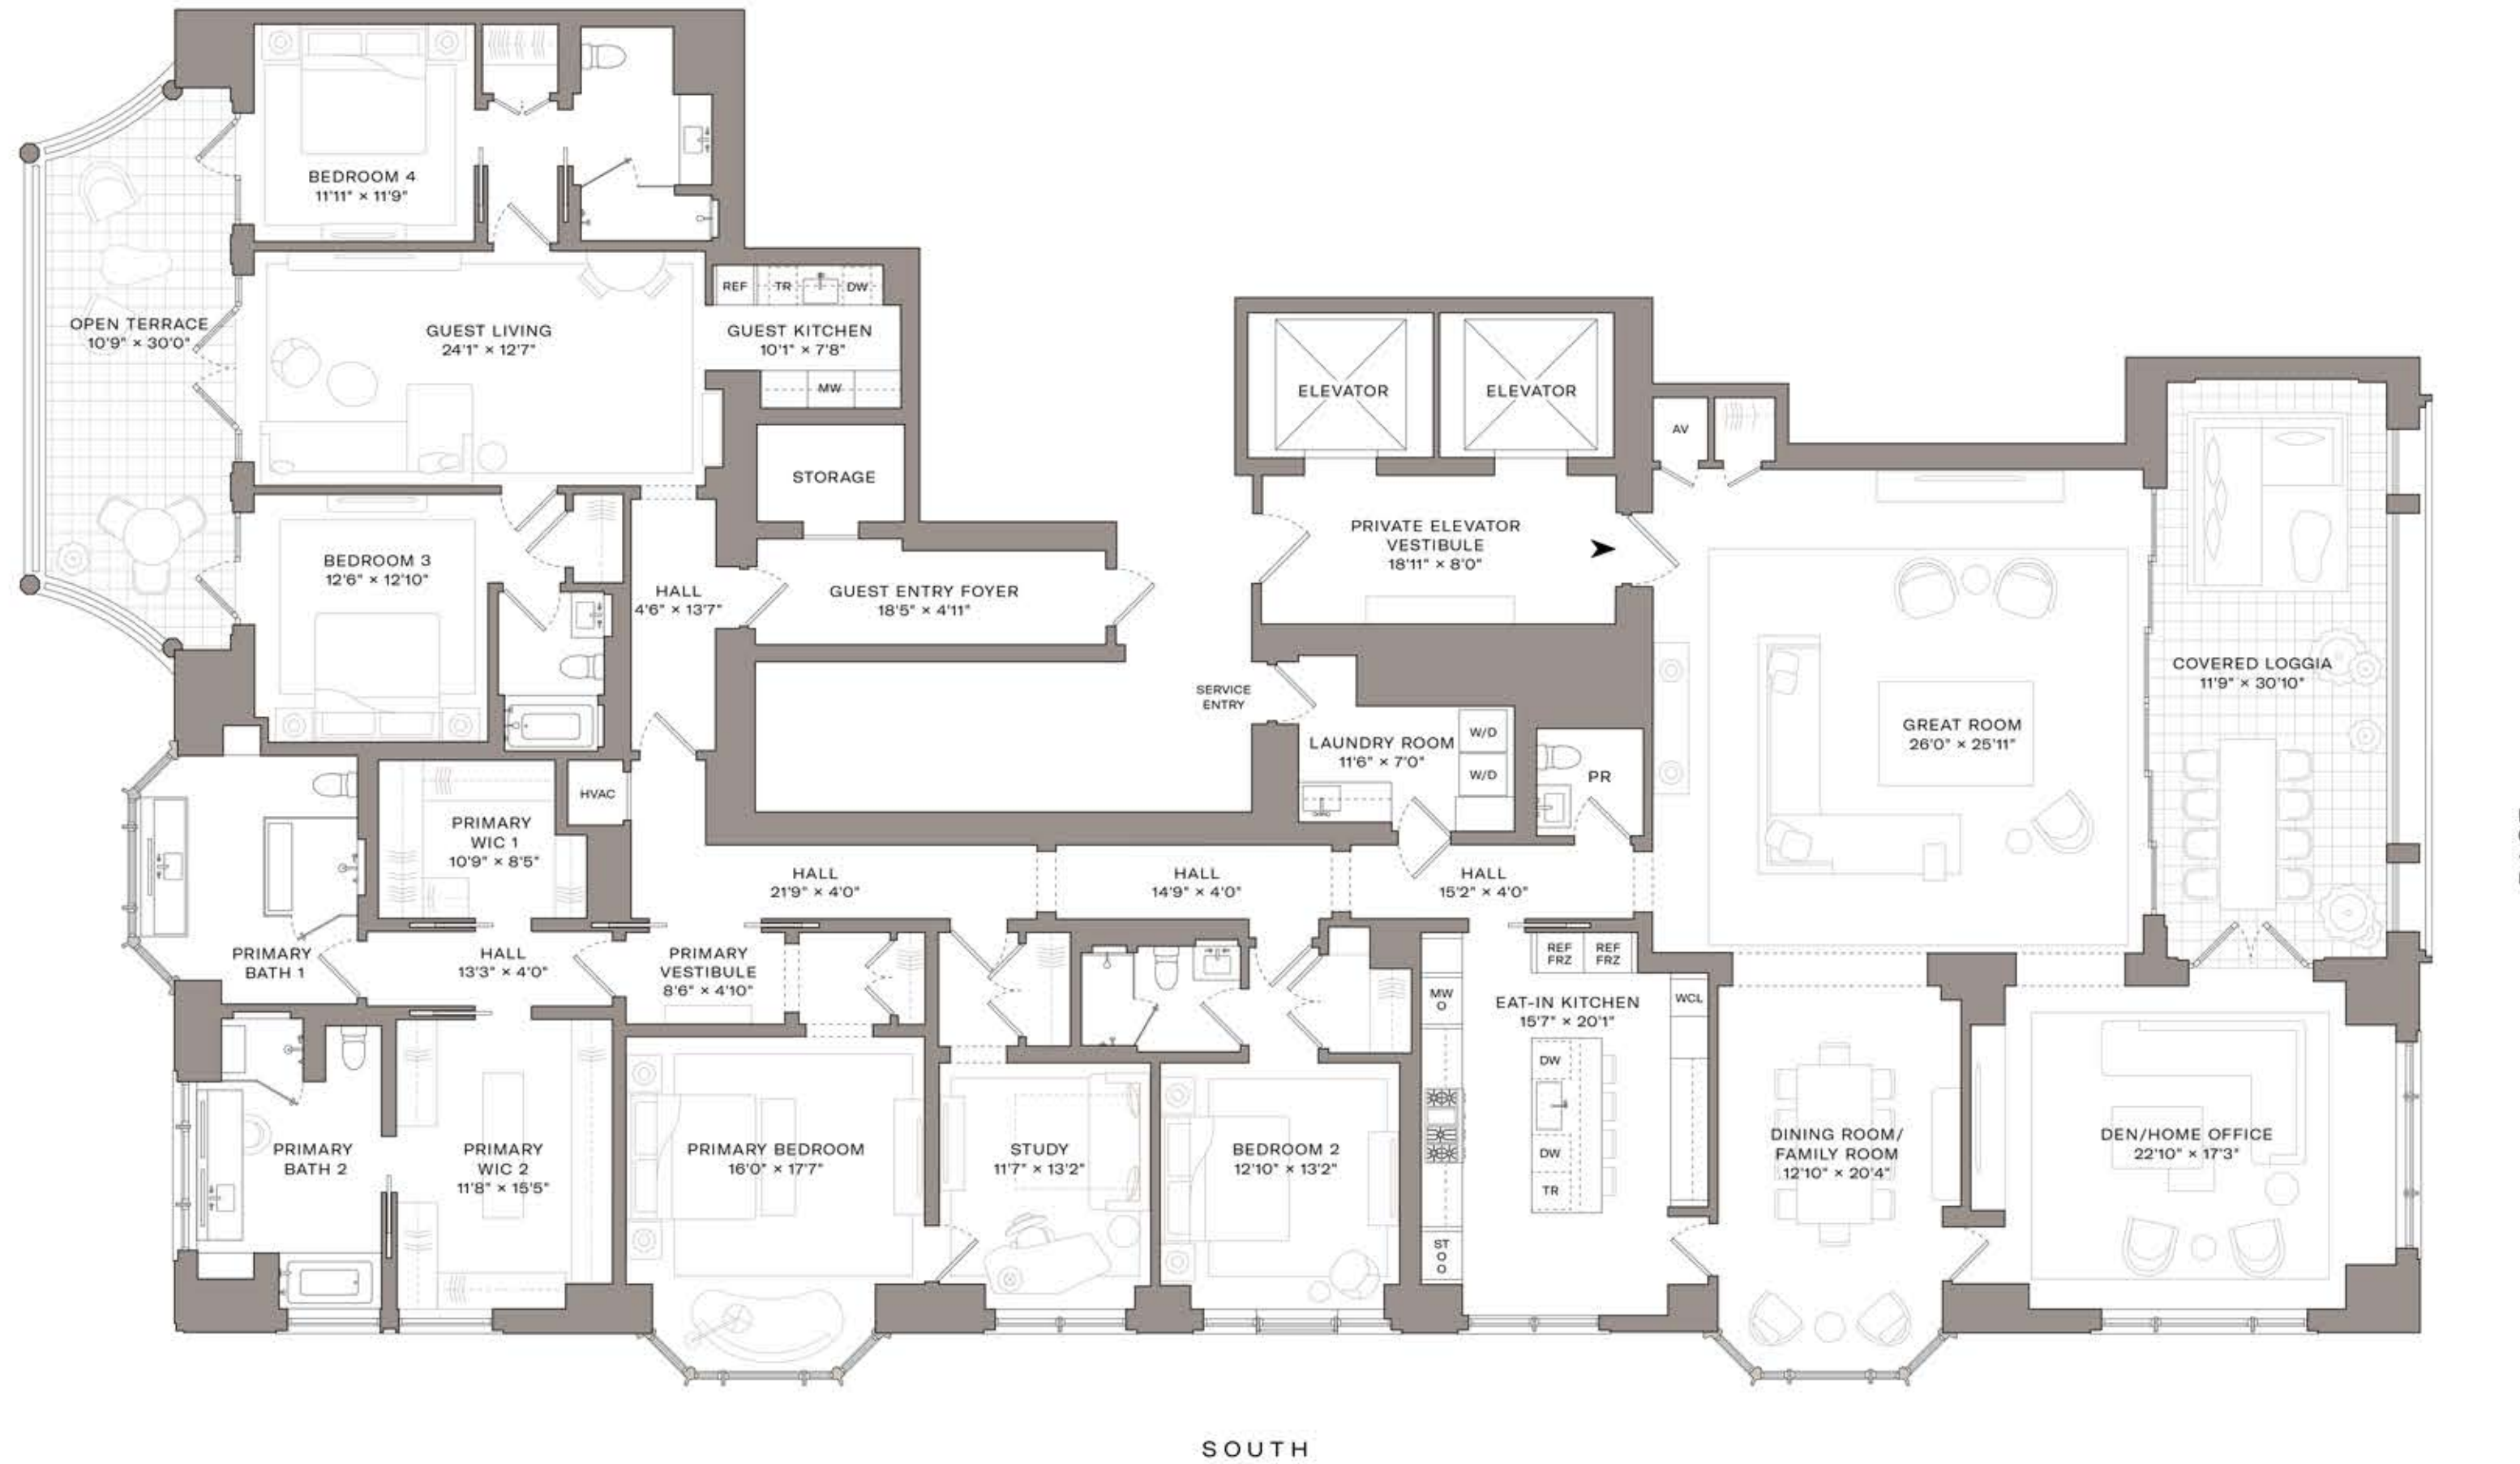 BEDROOM 4
11'11" × 11'9"
OPEN TERRACE
10'9" × 30'0"
GUEST LIVING
24'1" × 12'7"
REF
TR
DW
GUEST KITCHEN
10'1" × 7'8"
MW
STORAGE
BEDROOM 3
12'6" × 12'10"
HALL
4'6" × 13'7"
GUEST ENTRY FOYER
18'5" × 4'11"
ELEVATOR
ELEVATOR
AV
PRIVATE ELEVATOR
VESTIBULE
18'11" × 8'0"
SERVICE
ENTRY
LAUNDRY ROOM
11'6" × 7'0"
W/D
W/D
PR
GREAT ROOM
26'0" × 25'11"
COVERED LOGGIA
11'9" × 30'10"
HVAC
PRIMARY
WIC 1
10'9" × 8'5"
HALL
21'9" × 4'0"
HALL
14'9" × 4'0"
HALL
15'2" × 4'0"
PRIMARY
BATH 1
HALL
13'3" × 4'0"
PRIMARY
VESTIBULE
8'6" × 4'10"
REF
FRZ
REF
FRZ
MW
O
EAT-IN KITCHEN
15'7" × 20'1"
WCL
DW
DW
TR
ST
O
O
PRIMARY
BATH 2
PRIMARY
WIC 2
11'8" × 15'5"
PRIMARY BEDROOM
16'0" × 17'7"
STUDY
11'7" × 13'2"
BEDROOM 2
12'10" × 13'2"
DINING ROOM/
FAMILY ROOM
12'10" × 20'4"
DEN/HOME OFFICE
22'10" × 17'3"
SOUTH